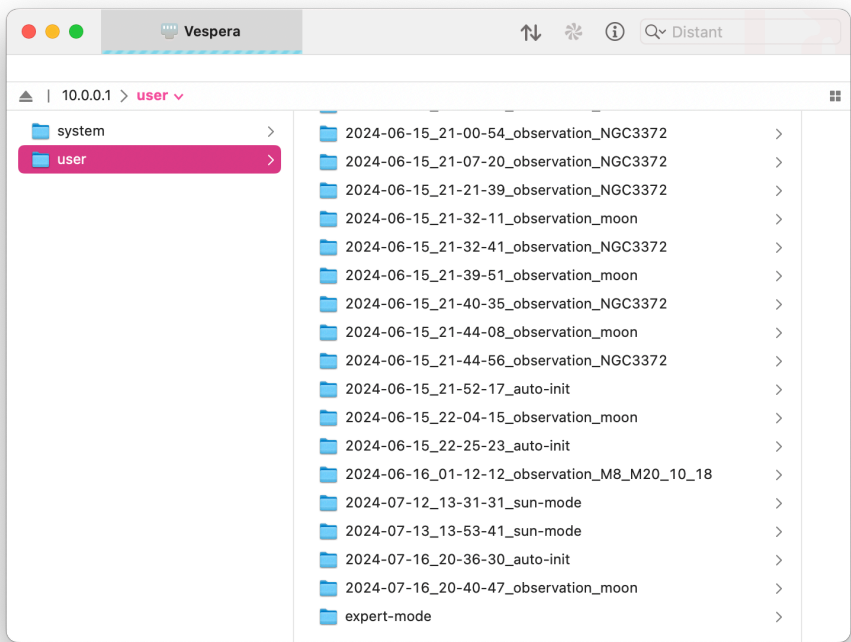 Vespera
Distant
10.0.0.1 > user
system
user
2024-06-15_21-00-54_observation_NGC3372
2024-06-15_21-07-20_observation_NGC3372
2024-06-15_21-21-39_observation_NGC3372
2024-06-15_21-32-11_observation_moon
2024-06-15_21-32-41_observation_NGC3372
2024-06-15_21-39-51_observation_moon
2024-06-15_21-40-35_observation_NGC3372
2024-06-15_21-44-08_observation_moon
2024-06-15_21-44-56_observation_NGC3372
2024-06-15_21-52-17_auto-init
2024-06-15_22-04-15_observation_moon
2024-06-15_22-25-23_auto-init
2024-06-16_01-12-12_observation_M8_M20_10_18
2024-07-12_13-31-31_sun-mode
2024-07-13_13-53-41_sun-mode
2024-07-16_20-36-30_auto-init
2024-07-16_20-40-47_observation_moon
expert-mode